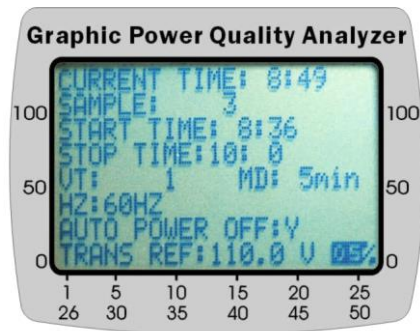 Graphic Power Quality Analyzer
CURRENT TIME: 8:49
SAMPLE: 3
START TIME: 8:36
STOP TIME:10: 0
VT: 1 MD: 5min
HZ:60HZ
AUTO POWER OFF:Y
TRANS REF:110.0 V 05%
100 100
50 50
0 0
1 5 10 15 20 25
26 30 35 40 45 50